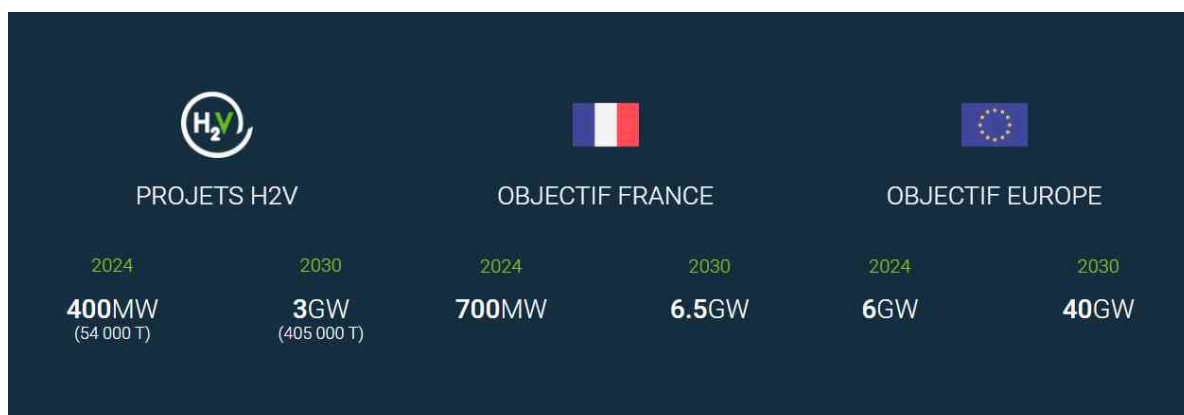 H2V
PROJETS H2V
OBJECTIF FRANCE
OBJECTIF EUROPE
2024
2030
2024
2030
2024
2030
400MW
3GW
700MW
6.5GW
6GW
40GW
(54 000 T)
(405 000 T)